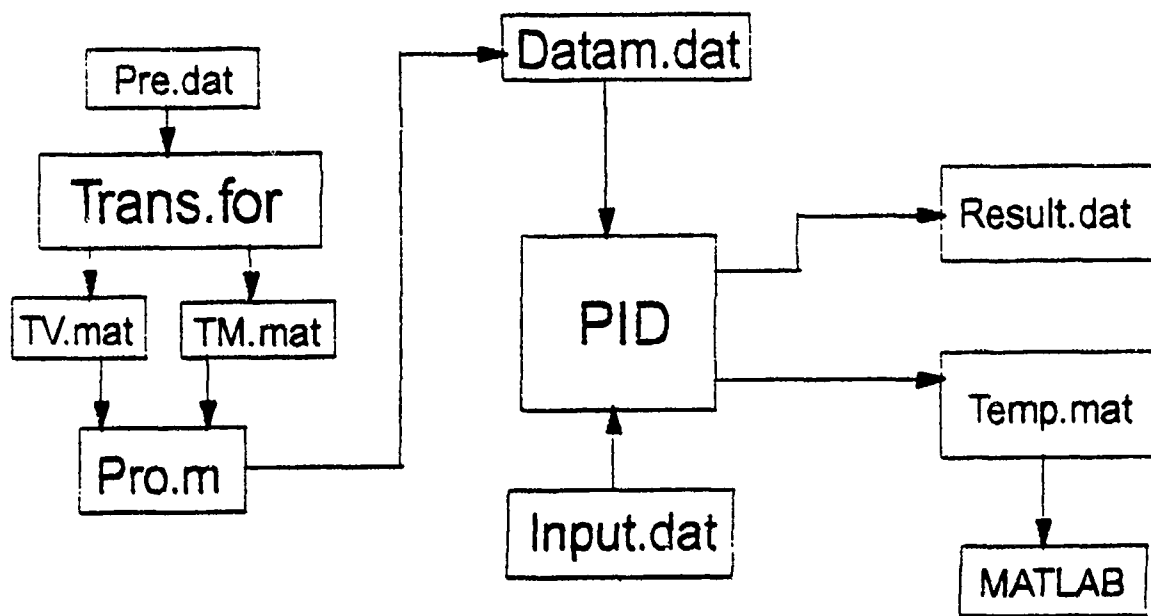 Pre.dat
Trans.for
TV.mat
TM.mat
Pro.m
Datam.dat
PID
Input.dat
Result.dat
Temp.mat
MATLAB